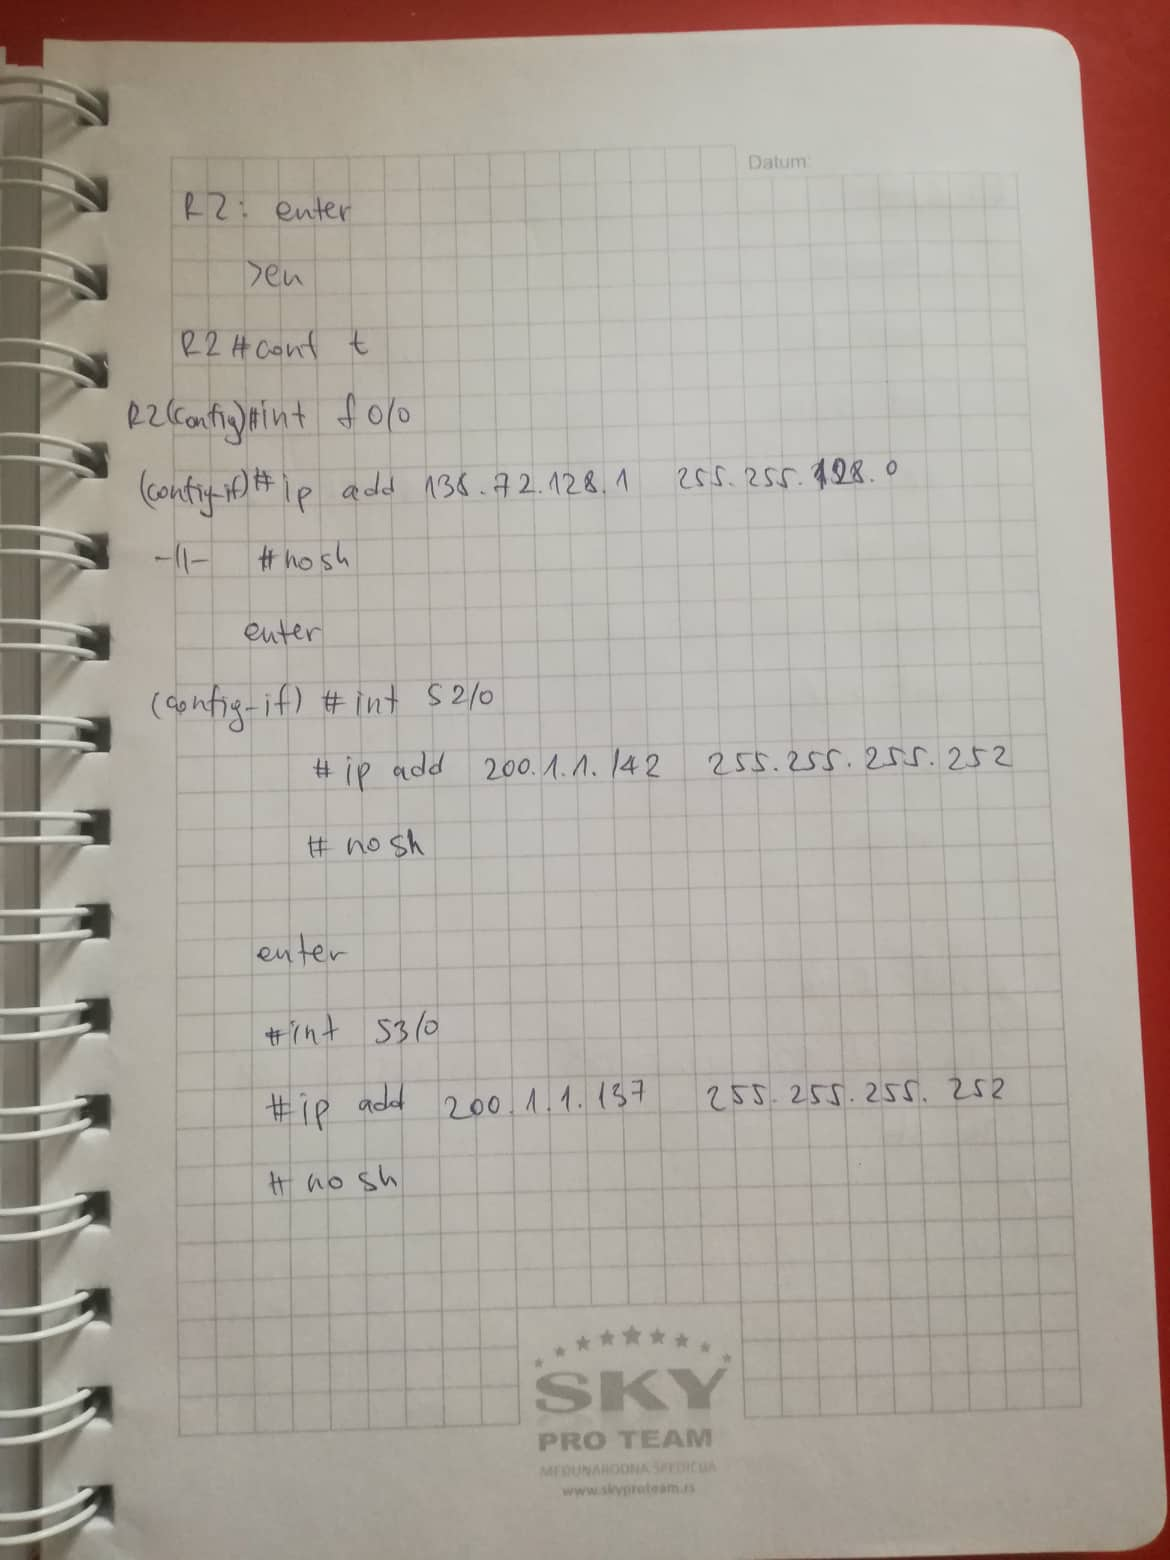 Datum:
R2: enter
>en
R2#conf t
R2(config)#int f0/0
(config-if)# ip add 136.72.128.1 255.255.128.0
-||- #no sh
enter
(config-if) # int S2/0
# ip add 200.1.1.142 255.255.255.252
# no sh
enter
#int S3/0
#ip add 200.1.1.137 255.255.255.252
# no sh
SKY
PRO TEAM
MEĐUNARODNA ŠPEDICIJA
www.skyproteam.rs